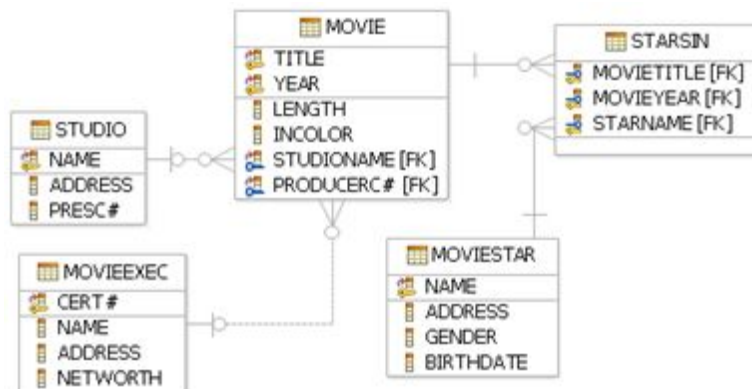 MOVIE
TITLE
YEAR
LENGTH
INCOLOR
STUDIONAME [FK]
PRODUCERC# [FK]
STARSIN
MOVIETITLE [FK]
MOVIEYEAR [FK]
STARNAME [FK]
STUDIO
NAME
ADDRESS
PRESC#
MOVIEEXEC
CERT#
NAME
ADDRESS
NETWORTH
MOVIESTAR
NAME
ADDRESS
GENDER
BIRTHDATE